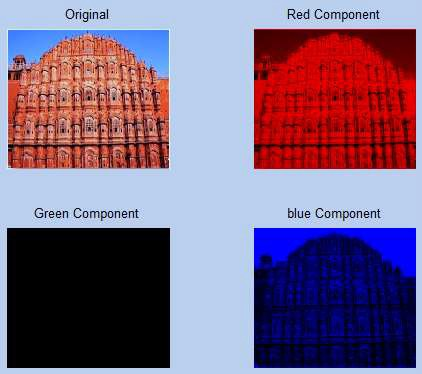 Original
Red Component
Green Component
blue Component